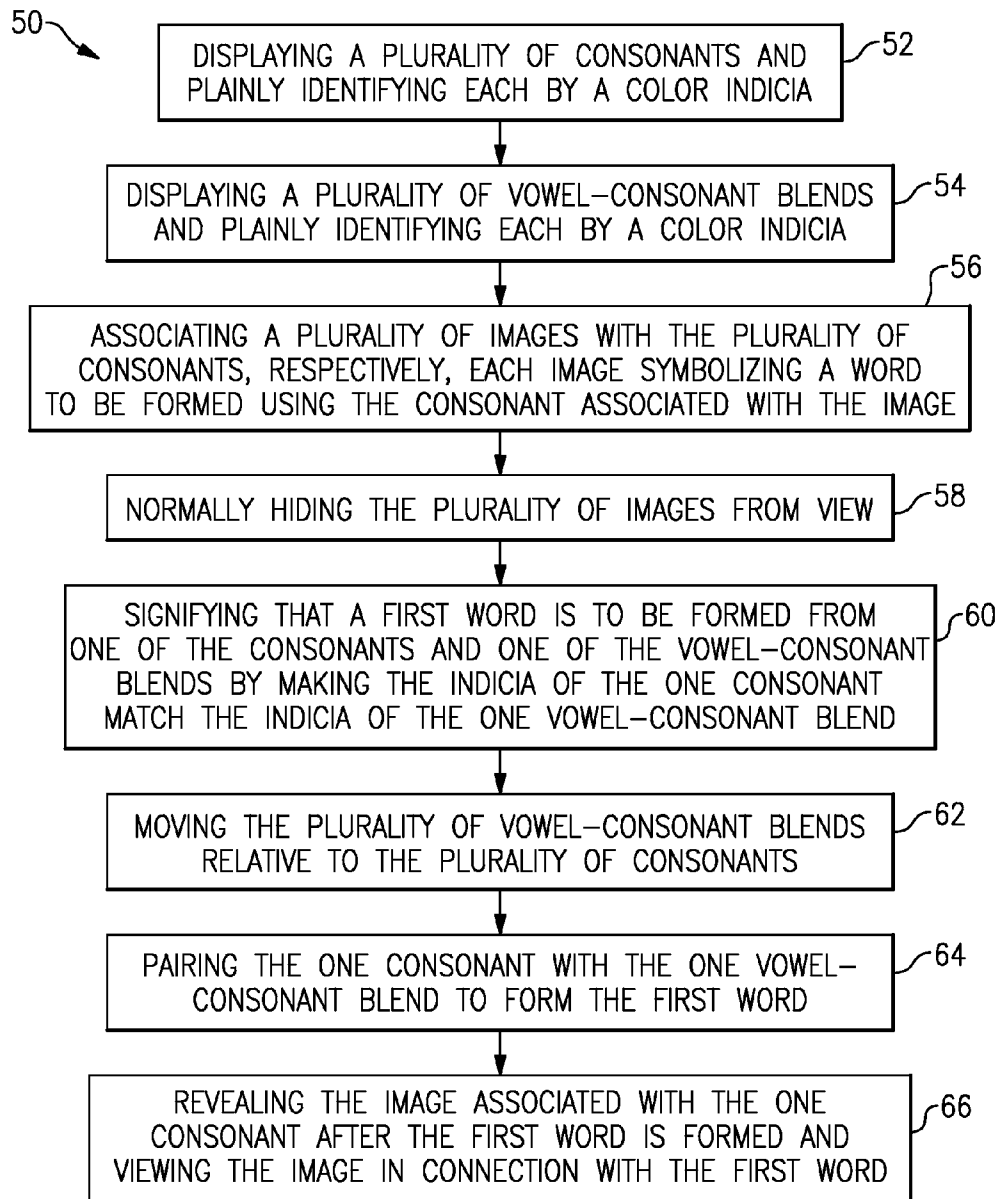 50
DISPLAYING A PLURALITY OF CONSONANTS AND
PLAINLY IDENTIFYING EACH BY A COLOR INDICIA
52
DISPLAYING A PLURALITY OF VOWEL–CONSONANT BLENDS
AND PLAINLY IDENTIFYING EACH BY A COLOR INDICIA
54
56
ASSOCIATING A PLURALITY OF IMAGES WITH THE PLURALITY OF
CONSONANTS, RESPECTIVELY, EACH IMAGE SYMBOLIZING A WORD
TO BE FORMED USING THE CONSONANT ASSOCIATED WITH THE IMAGE
NORMALLY HIDING THE PLURALITY OF IMAGES FROM VIEW
58
SIGNIFYING THAT A FIRST WORD IS TO BE FORMED FROM
ONE OF THE CONSONANTS AND ONE OF THE VOWEL–CONSONANT
BLENDS BY MAKING THE INDICIA OF THE ONE CONSONANT
MATCH THE INDICIA OF THE ONE VOWEL–CONSONANT BLEND
60
MOVING THE PLURALITY OF VOWEL–CONSONANT BLENDS
RELATIVE TO THE PLURALITY OF CONSONANTS
62
PAIRING THE ONE CONSONANT WITH THE ONE VOWEL–
CONSONANT BLEND TO FORM THE FIRST WORD
64
REVEALING THE IMAGE ASSOCIATED WITH THE ONE
CONSONANT AFTER THE FIRST WORD IS FORMED AND
VIEWING THE IMAGE IN CONNECTION WITH THE FIRST WORD
66